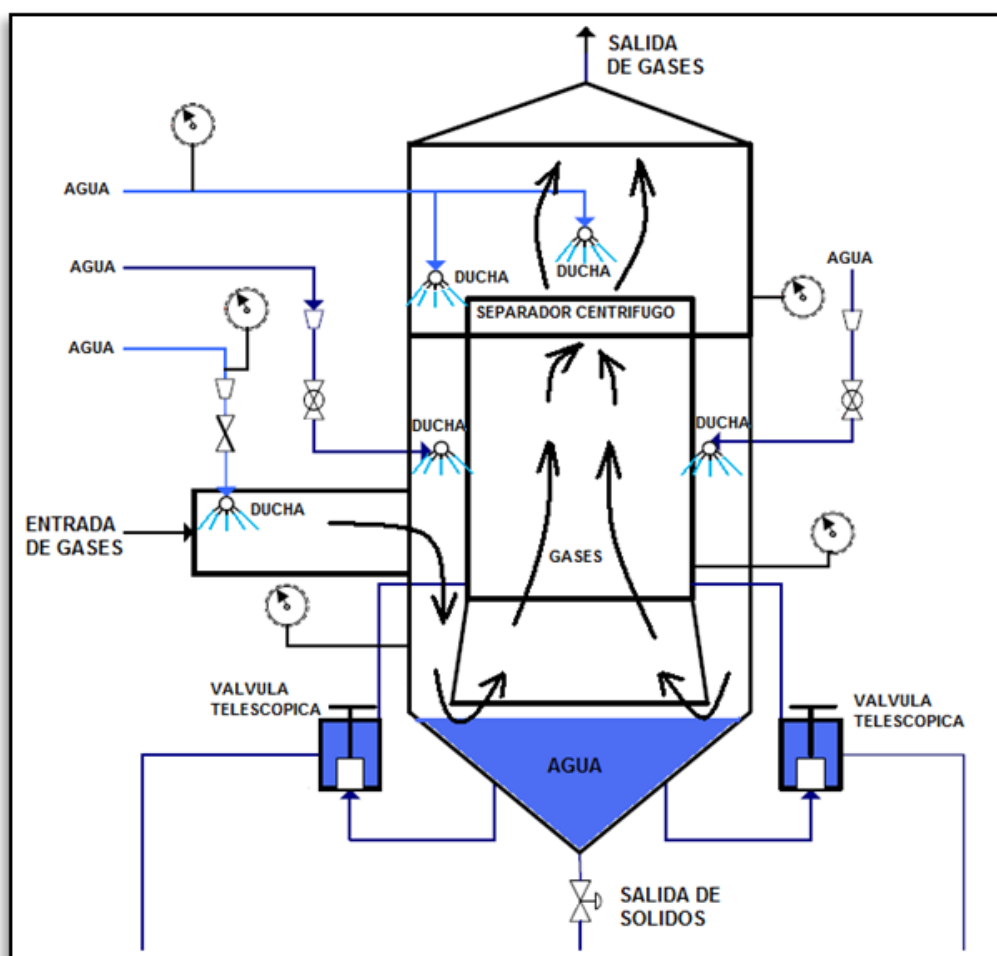 SALIDA
DE GASES
AGUA
DUCHA
DUCHA
AGUA
AGUA
SEPARADOR CENTRIFUGO
AGUA
DUCHA
DUCHA
DUCHA
ENTRADA
DE GASES
GASES
VALVULA
TELESCOPICA
VALVULA
TELESCOPICA
AGUA
SALIDA DE
SOLIDOS